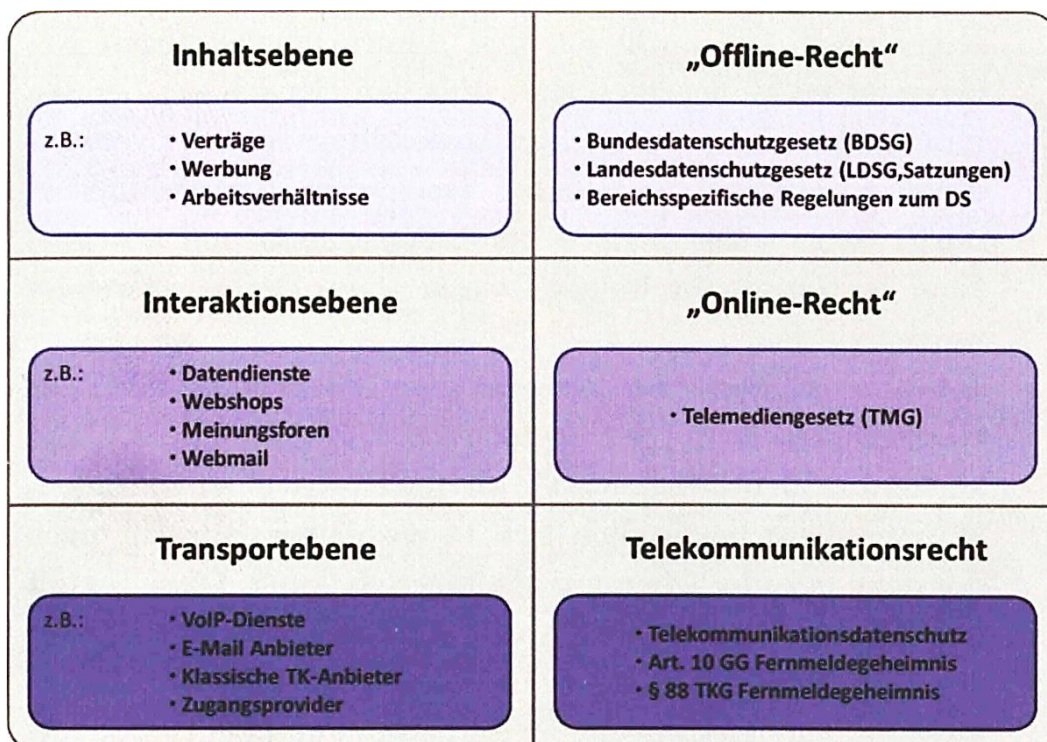 Inhaltsebene
z.B.:
· Verträge
· Werbung
· Arbeitsverhältnisse
„Offline-Recht“
· Bundesdatenschutzgesetz (BDSG)
· Landesdatenschutzgesetz (LDSG,Satzungen)
· Bereichsspezifische Regelungen zum DS
Interaktionsebene
z.B.:
· Datendienste
· Webshops
· Meinungsforen
· Webmail
„Online-Recht“
· Telemediengesetz (TMG)
Transportebene
z.B.:
· VoIP-Dienste
· E-Mail Anbieter
· Klassische TK-Anbieter
· Zugangsprovider
Telekommunikationsrecht
· Telekommunikationsdatenschutz
· Art. 10 GG Fernmeldegeheimnis
· § 88 TKG Fernmeldegeheimnis